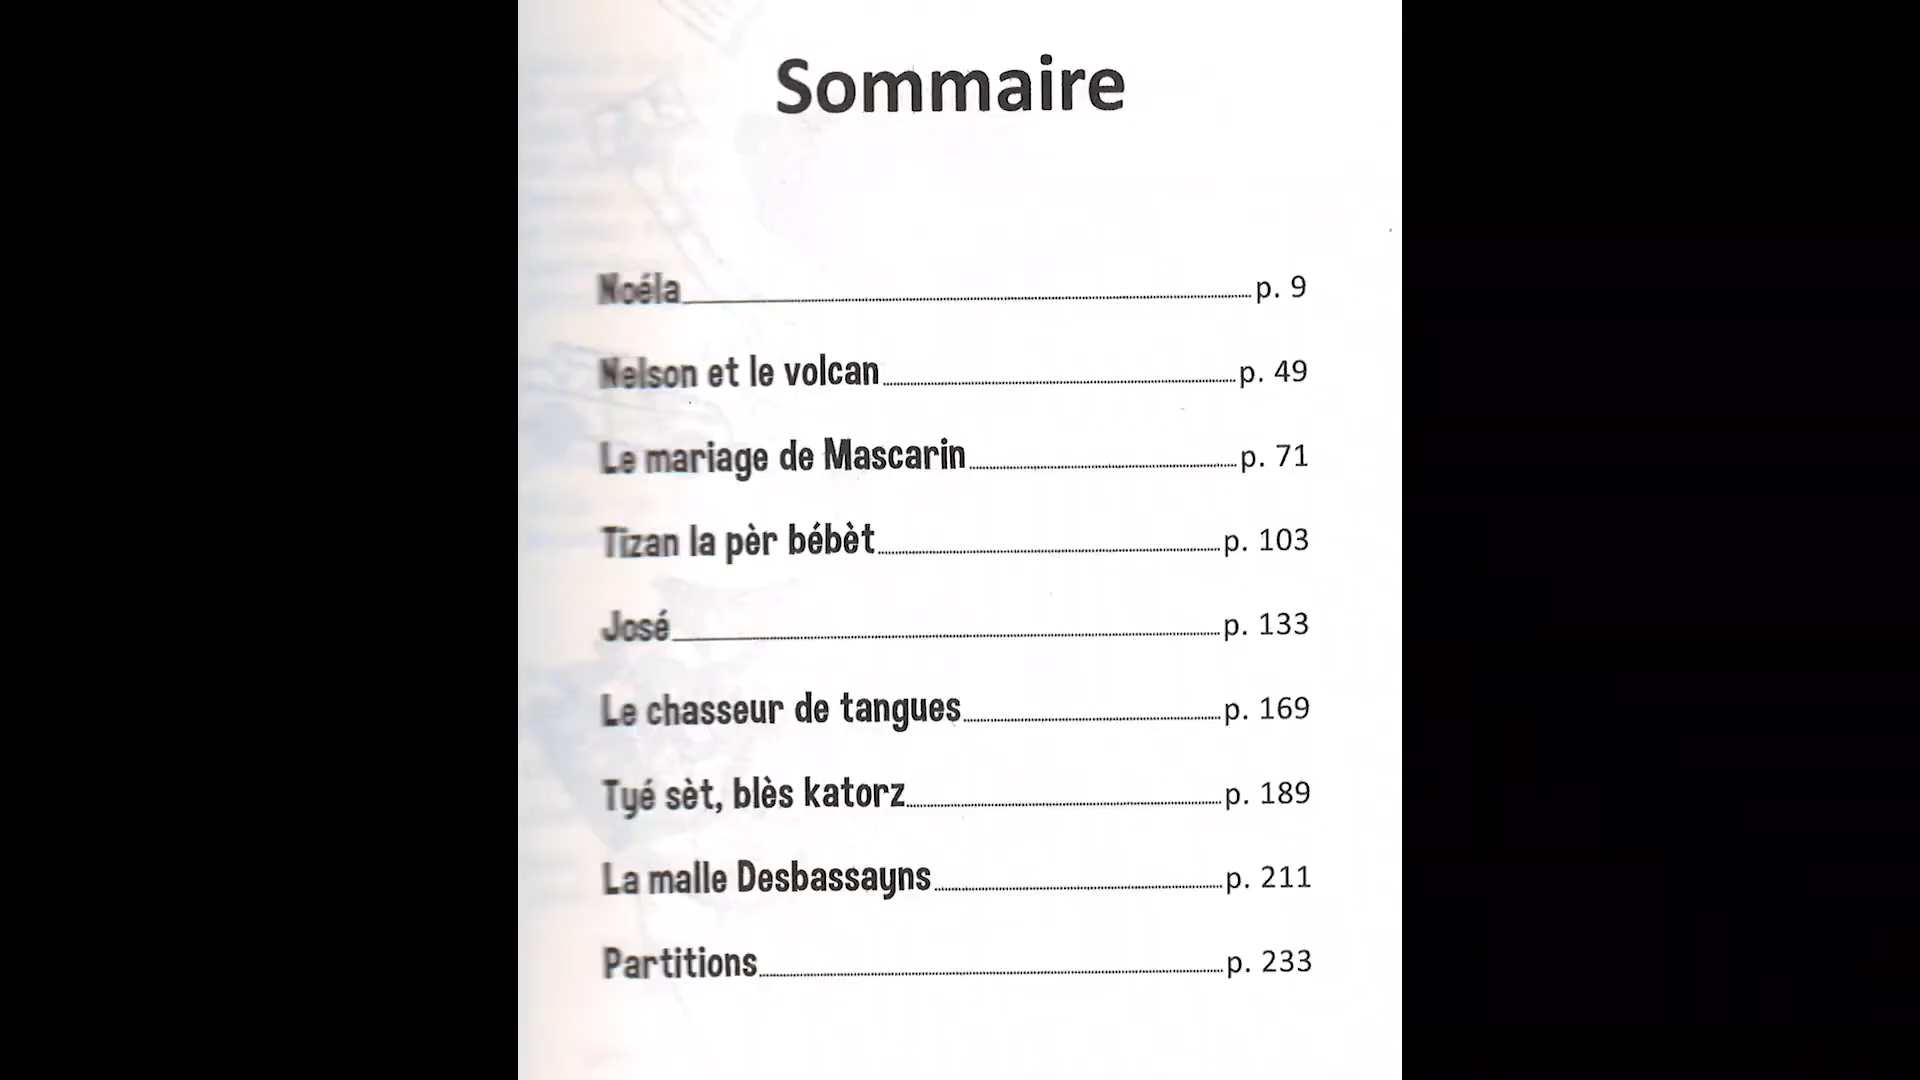 Sommaire
Noéla p. 9
Nelson et le volcan p. 49
Le mariage de Mascarin p. 71
Tizan la pèr bébèt p. 103
José p. 133
Le chasseur de tangues p. 169
Tyé sèt, blès katorz p. 189
La malle Desbassayns p. 211
Partitions p. 233